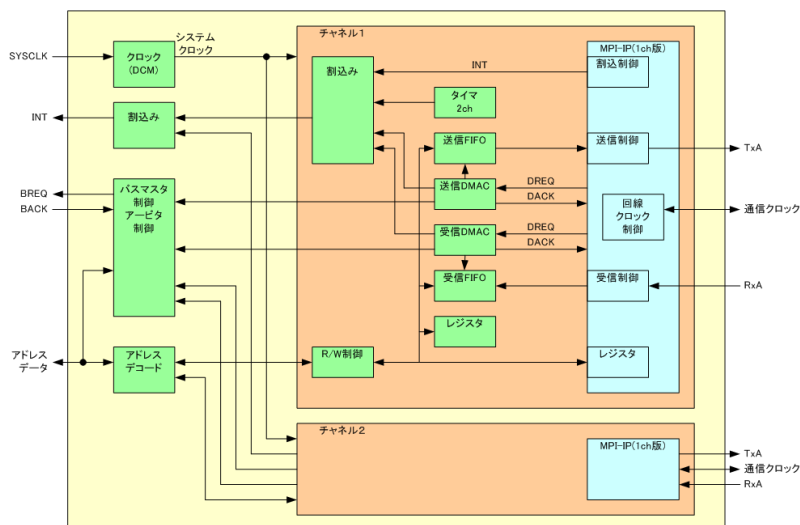 チャネル1
システム
クロック
MPI-IP(1ch版)
SYSCLK
クロック
(DCM)
割込み
INT
割込制御
タイマ
2ch
INT
割込み
送信FIFO
送信制御
TxA
BREQ
BACK
バスマスタ
制御
アービタ
制御
送信DMAC
DREQ
DACK
回線
クロック
制御
通信クロック
受信DMAC
DREQ
DACK
受信FIFO
受信制御
RxA
レジスタ
アドレス
データ
アドレス
デコード
R/W制御
レジスタ
チャネル2
MPI-IP(1ch版)
TxA
通信クロック
RxA